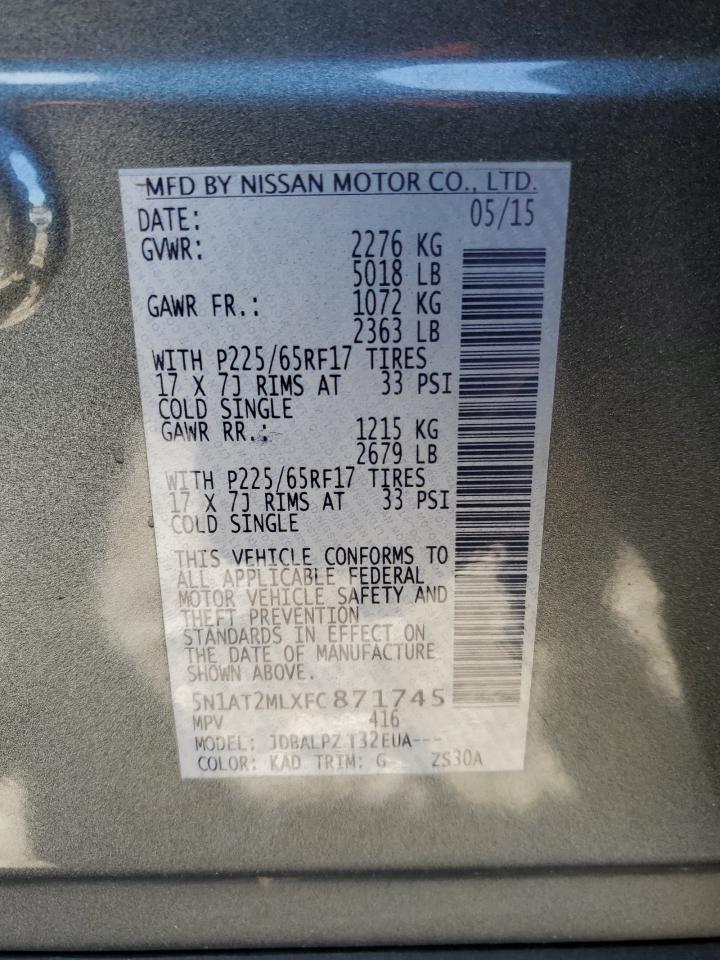 MFD BY NISSAN MOTOR CO., LTD.
DATE: 05/15
GVWR: 2276 KG
5018 LB
GAWR FR.: 1072 KG
2363 LB
WITH P225/65RF17 TIRES
17 X 7J RIMS AT 33 PSI
COLD SINGLE
GAWR RR.: 1215 KG
2679 LB
WITH P225/65RF17 TIRES
17 X 7J RIMS AT 33 PSI
COLD SINGLE
THIS VEHICLE CONFORMS TO
ALL APPLICABLE FEDERAL
MOTOR VEHICLE SAFETY AND
THEFT PREVENTION
STANDARDS IN EFFECT ON
THE DATE OF MANUFACTURE
SHOWN ABOVE.
5N1AT2MLXFC871745
MPV 416
MODEL: JDBALPZ T32EUA---
COLOR: KAD TRIM: G ZS30A